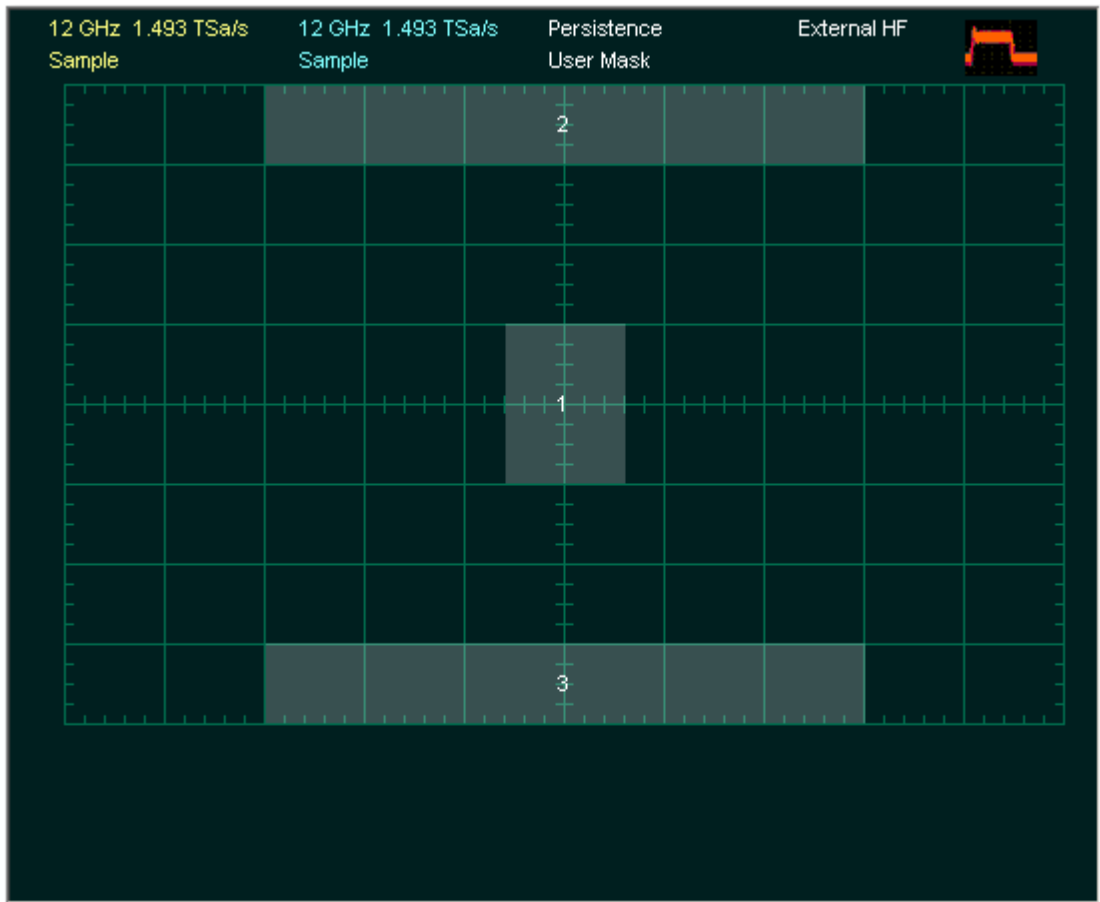 12 GHz 1.493 TSa/s 12 GHz 1.493 TSa/s Persistence External HF
Sample Sample User Mask
2
1
3